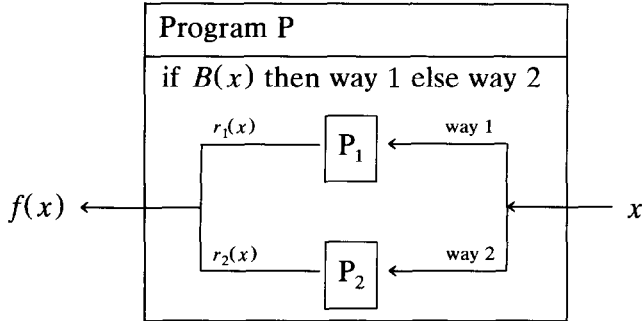 Program P
if B(x) then way 1 else way 2
r₁(x)
P₁
way 1
f(x)
x
r₂(x)
P₂
way 2